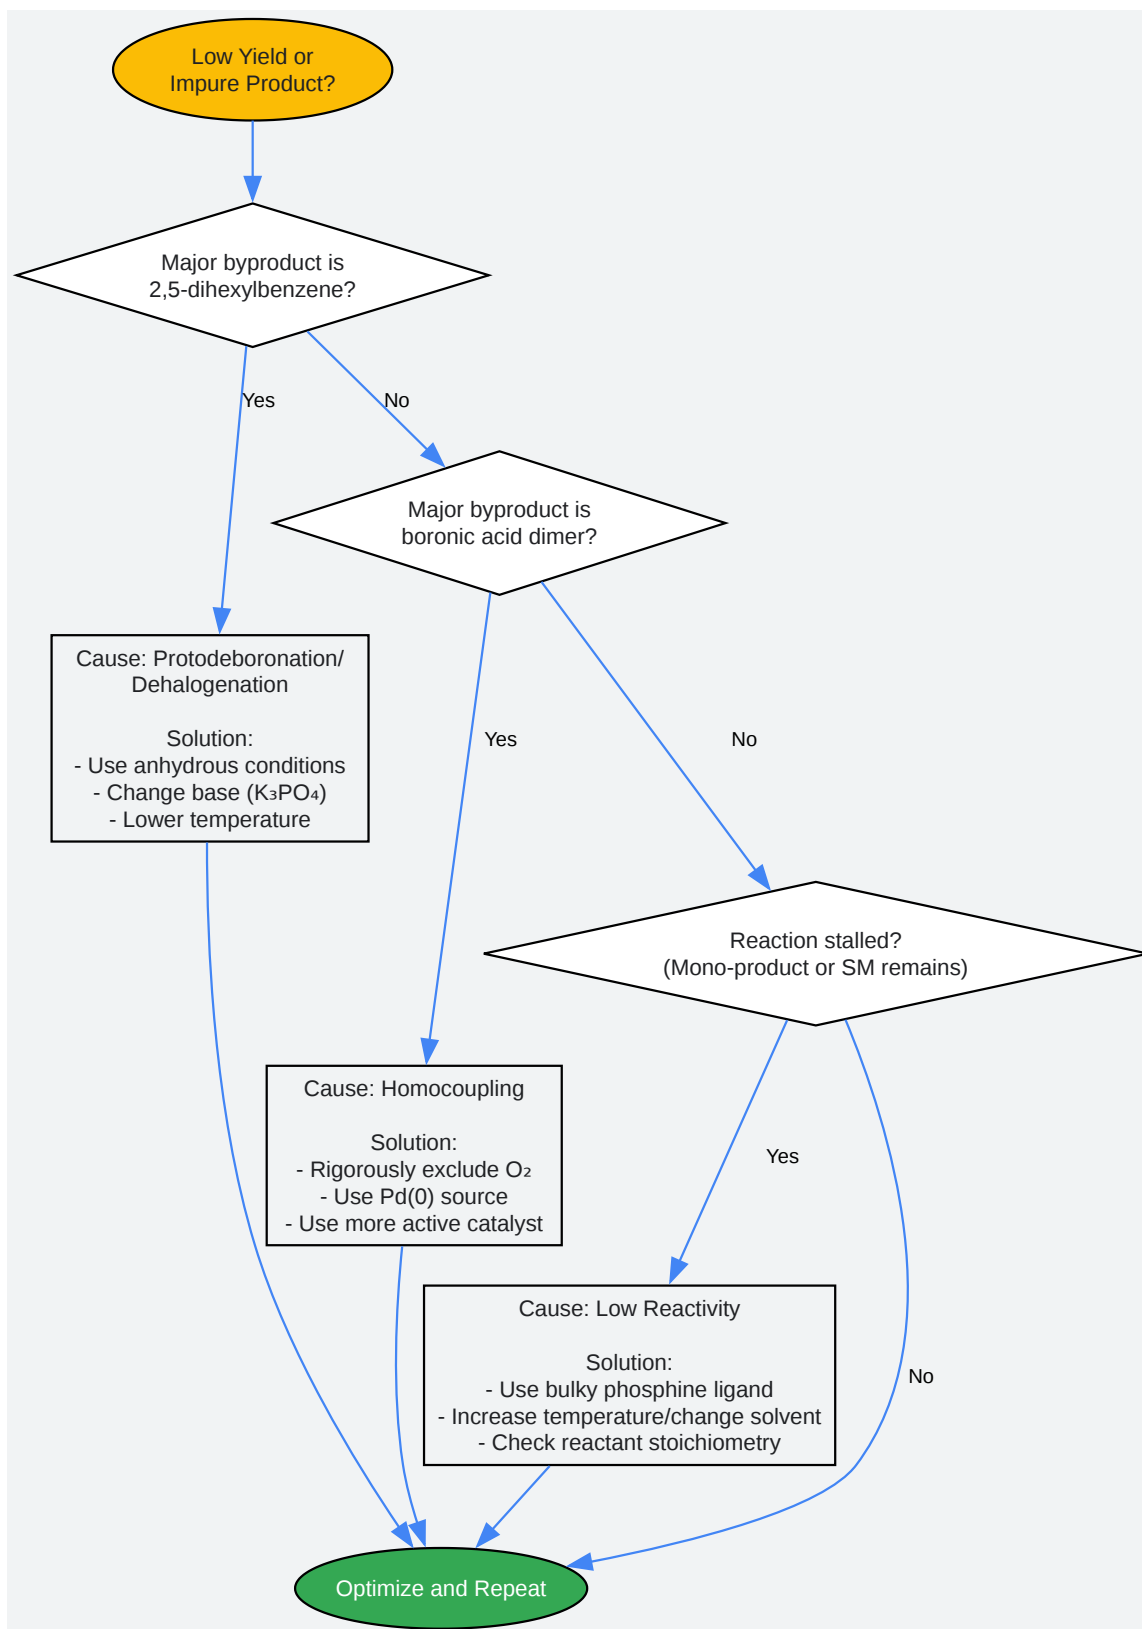 Low Yield or
Impure Product?
Major byproduct is
2,5-dihexylbenzene?
Yes
No
Major byproduct is
boronic acid dimer?
Cause: Protodeboronation/
Dehalogenation
Solution:
- Use anhydrous conditions
- Change base (K₃PO₄)
- Lower temperature
Yes
No
Reaction stalled?
(Mono-product or SM remains)
Cause: Homocoupling
Solution:
- Rigorously exclude O₂
- Use Pd(0) source
- Use more active catalyst
Yes
No
Cause: Low Reactivity
Solution:
- Use bulky phosphine ligand
- Increase temperature/change solvent
- Check reactant stoichiometry
Optimize and Repeat